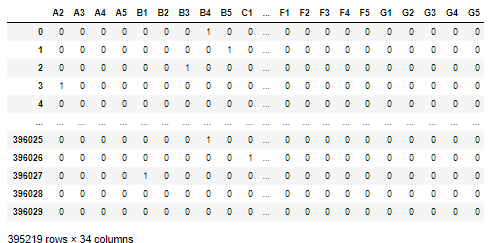 A2 A3 A4 A5 B1 B2 B3 B4 B5 C1 ... F1 F2 F3 F4 F5 G1 G2 G3 G4 G5
0 0 0 0 0 0 0 0 1 0 0 ... 0 0 0 0 0 0 0 0 0 0
1 0 0 0 0 0 0 0 0 1 0 ... 0 0 0 0 0 0 0 0 0 0
2 0 0 0 0 0 0 1 0 0 0 ... 0 0 0 0 0 0 0 0 0 0
3 1 0 0 0 0 0 0 0 0 0 ... 0 0 0 0 0 0 0 0 0 0
4 0 0 0 0 0 0 0 0 0 0 ... 0 0 0 0 0 0 0 0 0 0
... ... ... ... ... ... ... ... ... ... ... ... ... ... ... ... ... ... ... ... ... ...
396025 0 0 0 0 0 0 0 1 0 0 ... 0 0 0 0 0 0 0 0 0 0
396026 0 0 0 0 0 0 0 0 0 1 ... 0 0 0 0 0 0 0 0 0 0
396027 0 0 0 0 1 0 0 0 0 0 ... 0 0 0 0 0 0 0 0 0 0
396028 0 0 0 0 0 0 0 0 0 0 ... 0 0 0 0 0 0 0 0 0 0
396029 0 0 0 0 0 0 0 0 0 0 ... 0 0 0 0 0 0 0 0 0 0
395219 rows × 34 columns